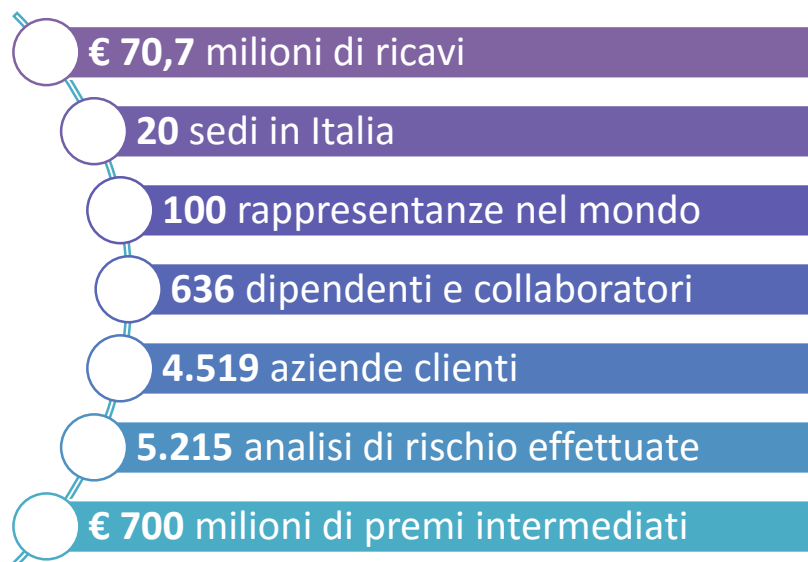 € 70,7 milioni di ricavi
20 sedi in Italia
100 rappresentanze nel mondo
636 dipendenti e collaboratori
4.519 aziende clienti
5.215 analisi di rischio effettuate
€ 700 milioni di premi intermediati